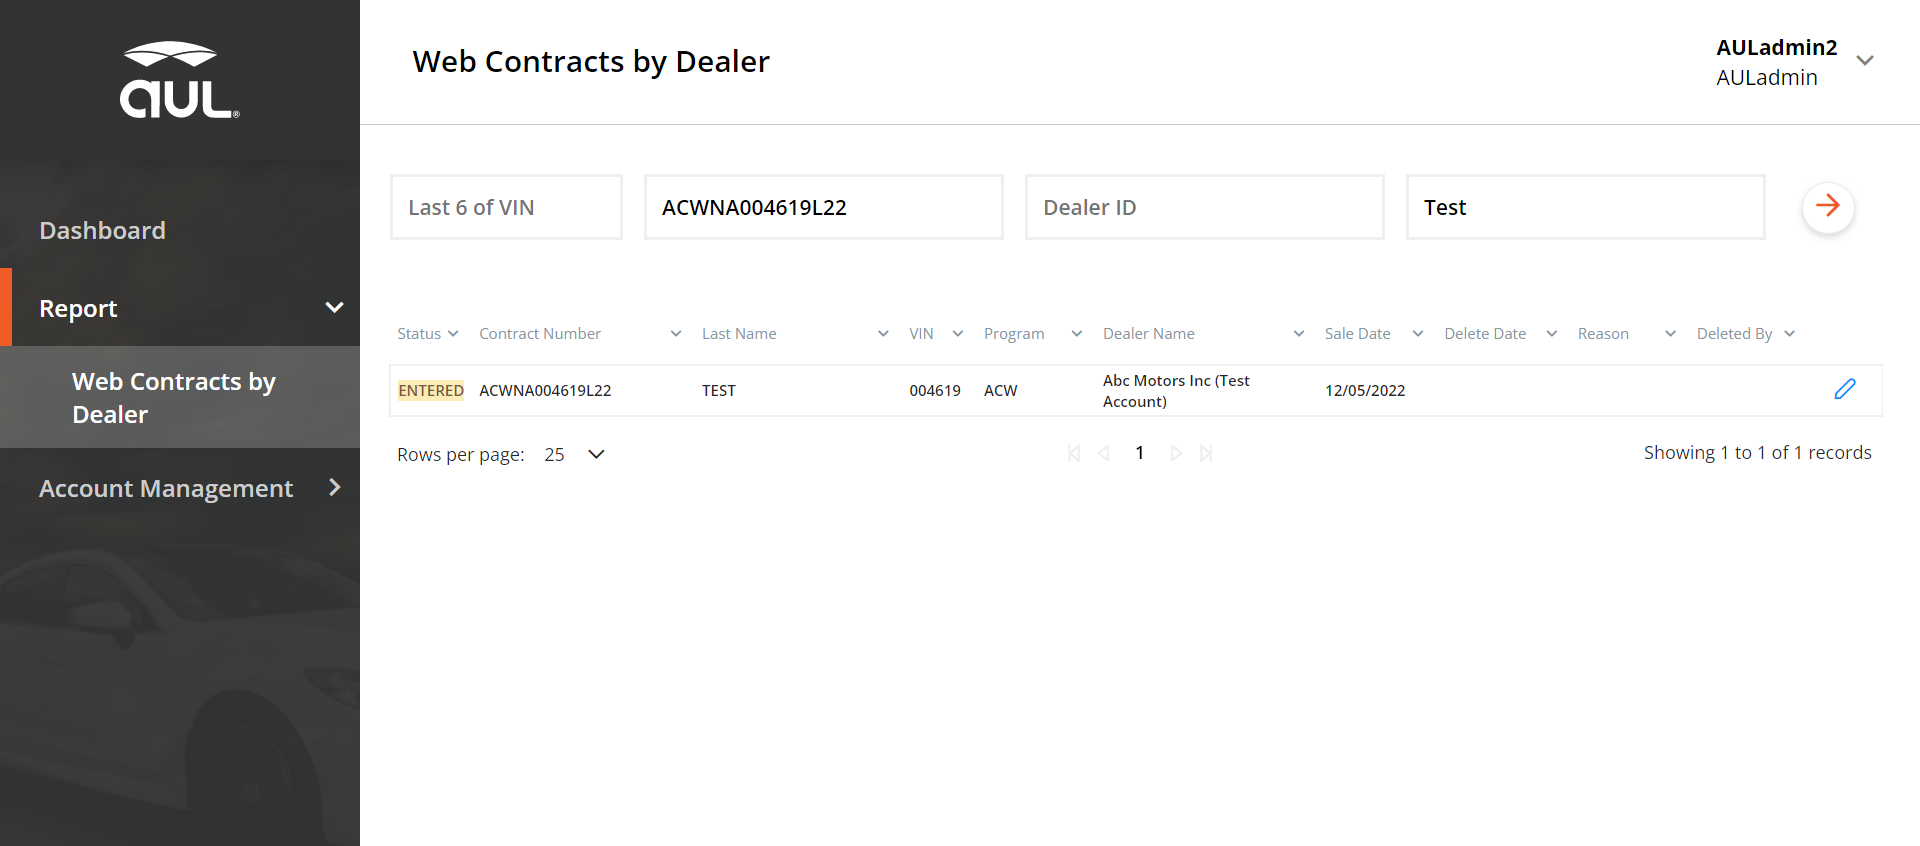 aUL®
Web Contracts by Dealer
AULadmin2
AULadmin
Dashboard
Report
Web Contracts by
Dealer
Account Management
Last 6 of VIN
ACWNA004619L22
Dealer ID
Test
Status Contract Number Last Name VIN Program Dealer Name Sale Date Delete Date Reason Deleted By
ENTERED ACWNA004619L22 TEST 004619 ACW Abc Motors Inc (Test 12/05/2022
Account)
Rows per page: 25
1
Showing 1 to 1 of 1 records